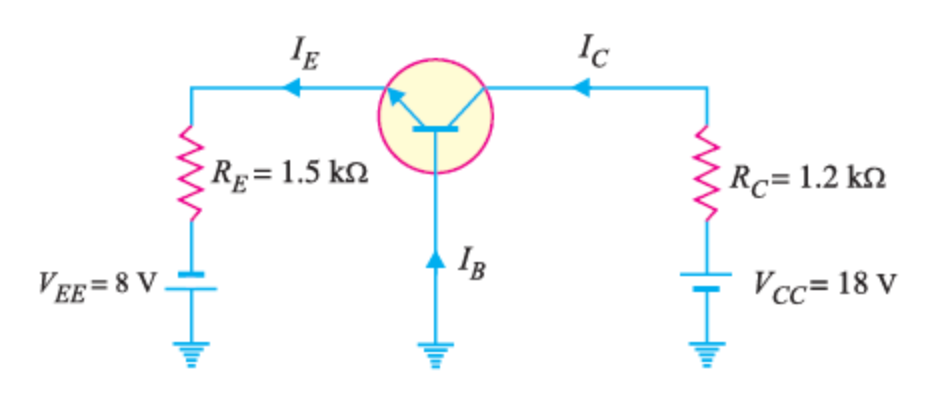 I_E
I_C
R_E = 1.5 kΩ
R_C = 1.2 kΩ
I_B
V_EE = 8 V
V_CC = 18 V